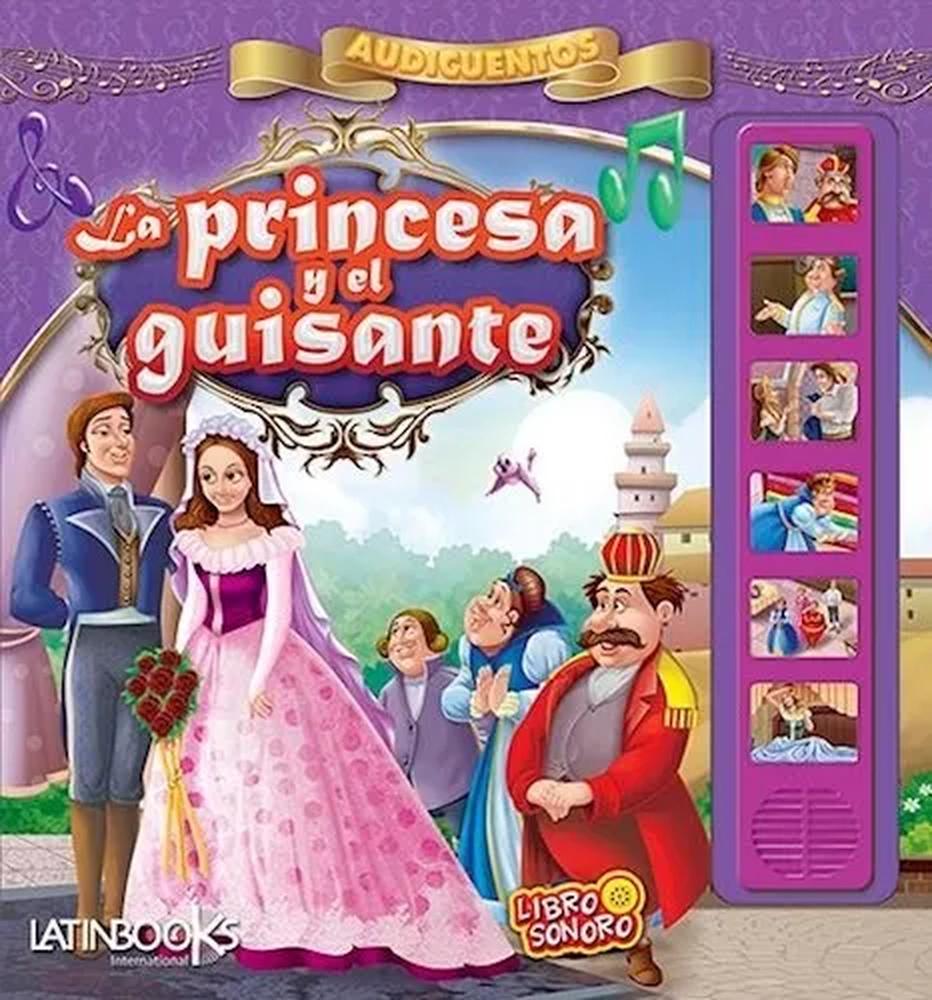 AUDICUENTOS
La princesa
y el
guisante
LIBRO
SONORO
LATINBOOKS
International